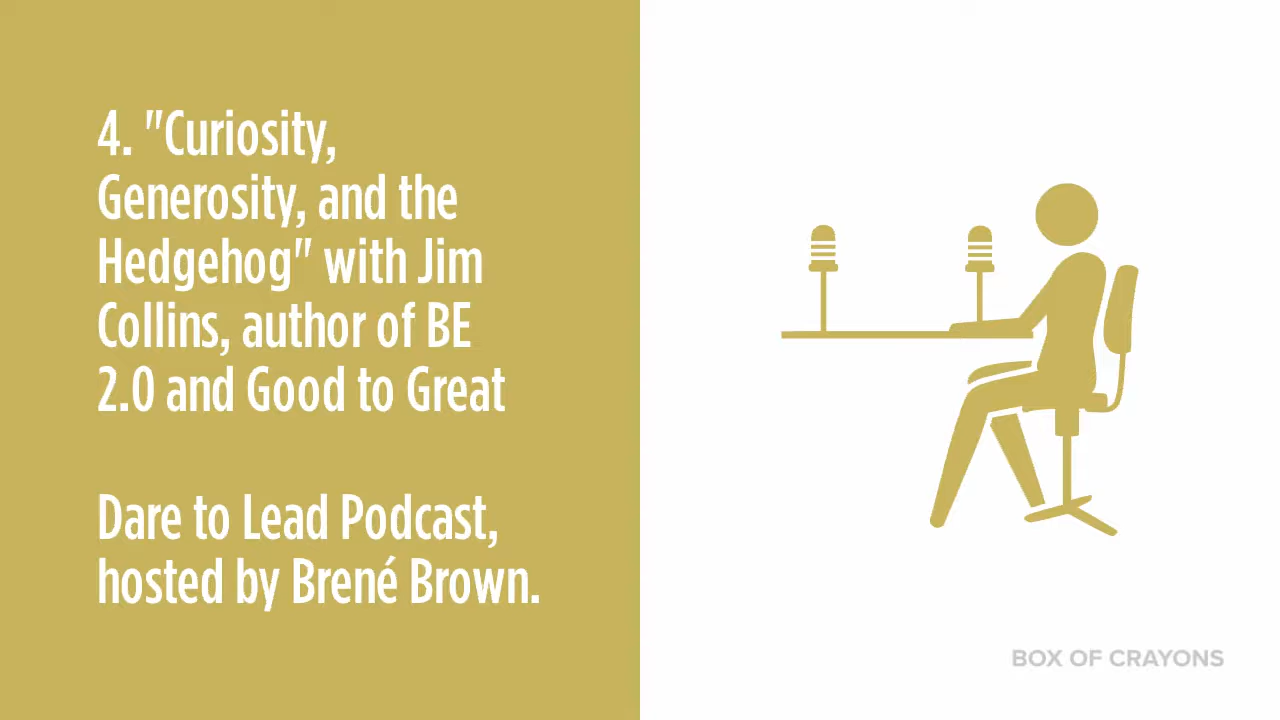 4. "Curiosity,
Generosity, and the
Hedgehog" with Jim
Collins, author of BE
2.0 and Good to Great
Dare to Lead Podcast,
hosted by Brené Brown.
BOX OF CRAYONS